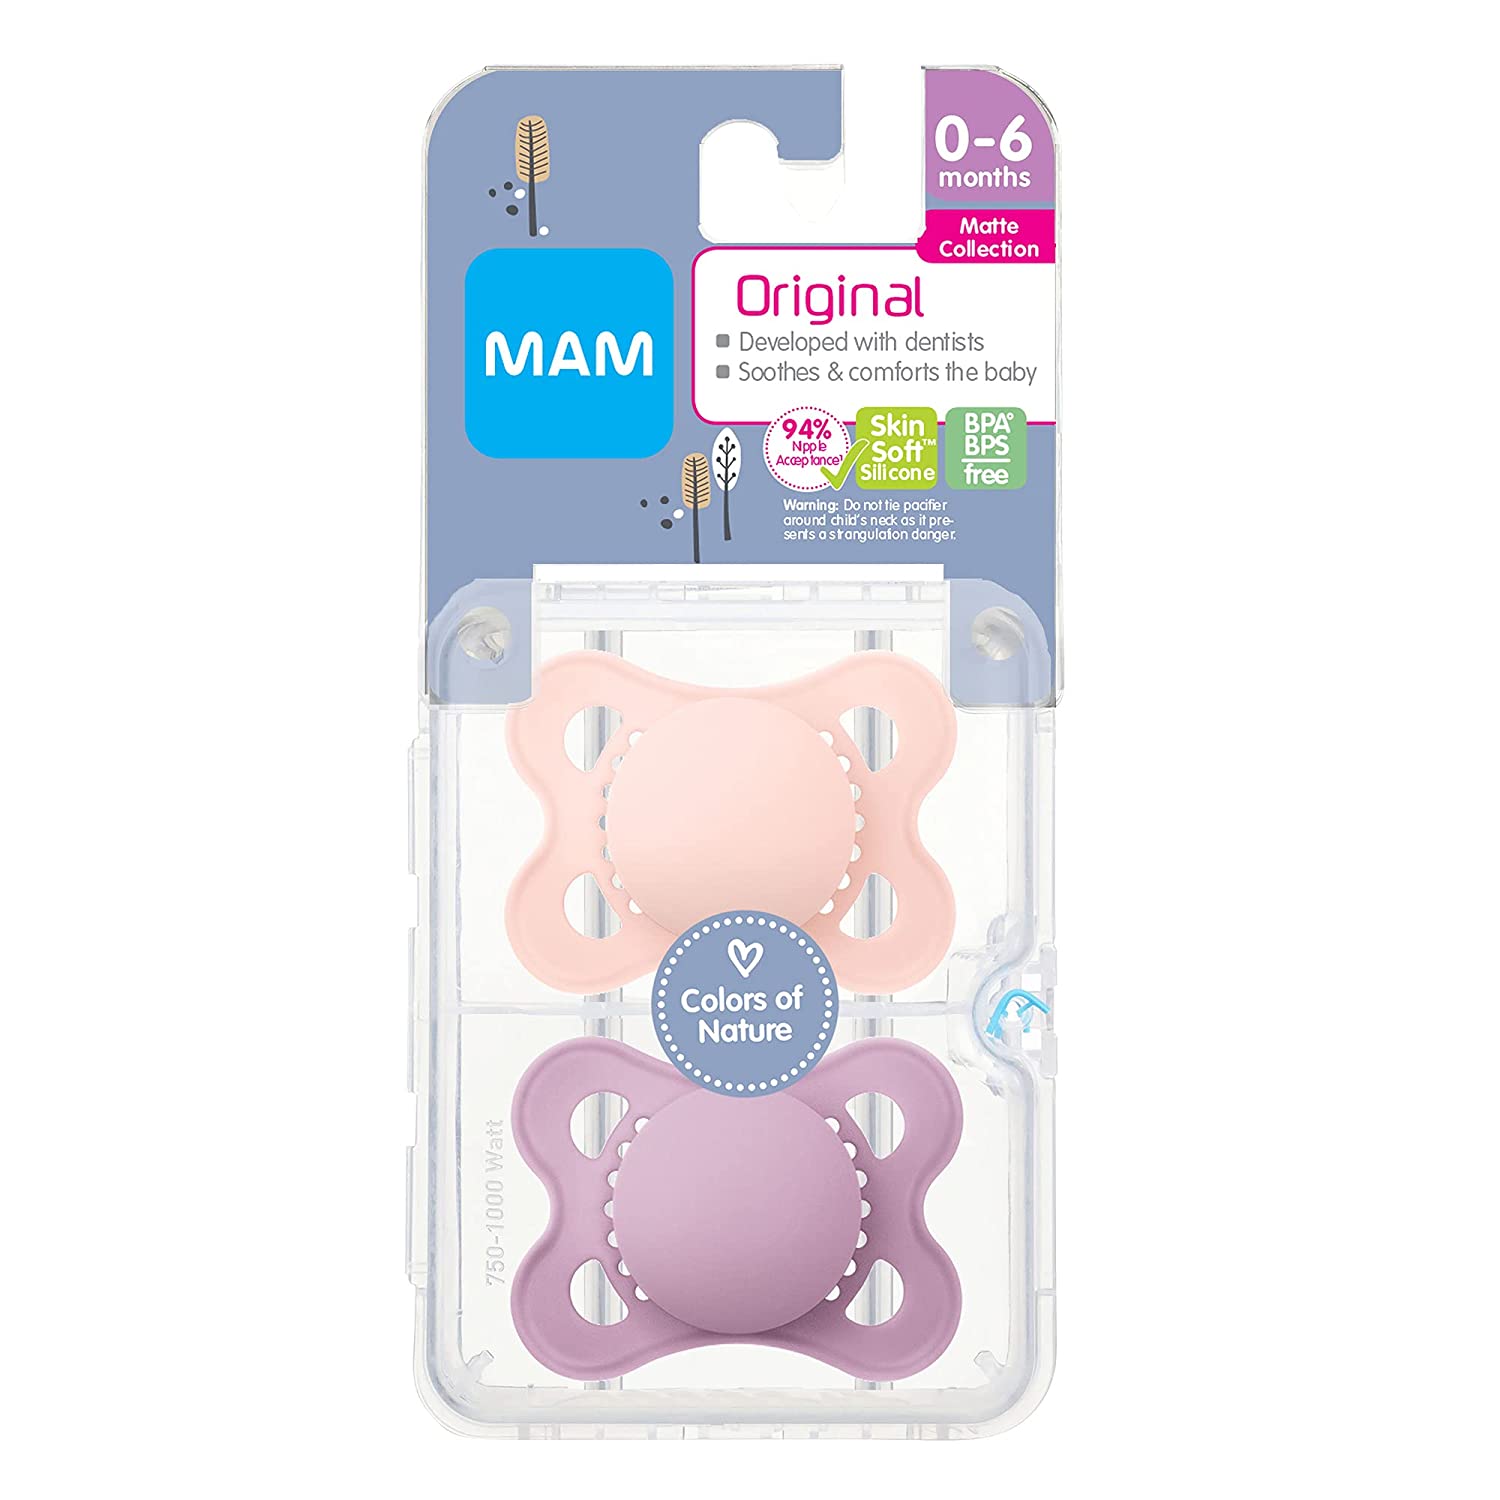 0-6
months
Matte
Collection
MAM
Original
Developed with dentists
Soothes & comforts the baby
94%
Nipple
Acceptance¹
Skin
Soft™
Silicone
BPA°
BPS
free
Warning: Do not tie pacifier
around child's neck as it pre-
sents a strangulation danger.
Colors of
Nature
750-1000 Watt